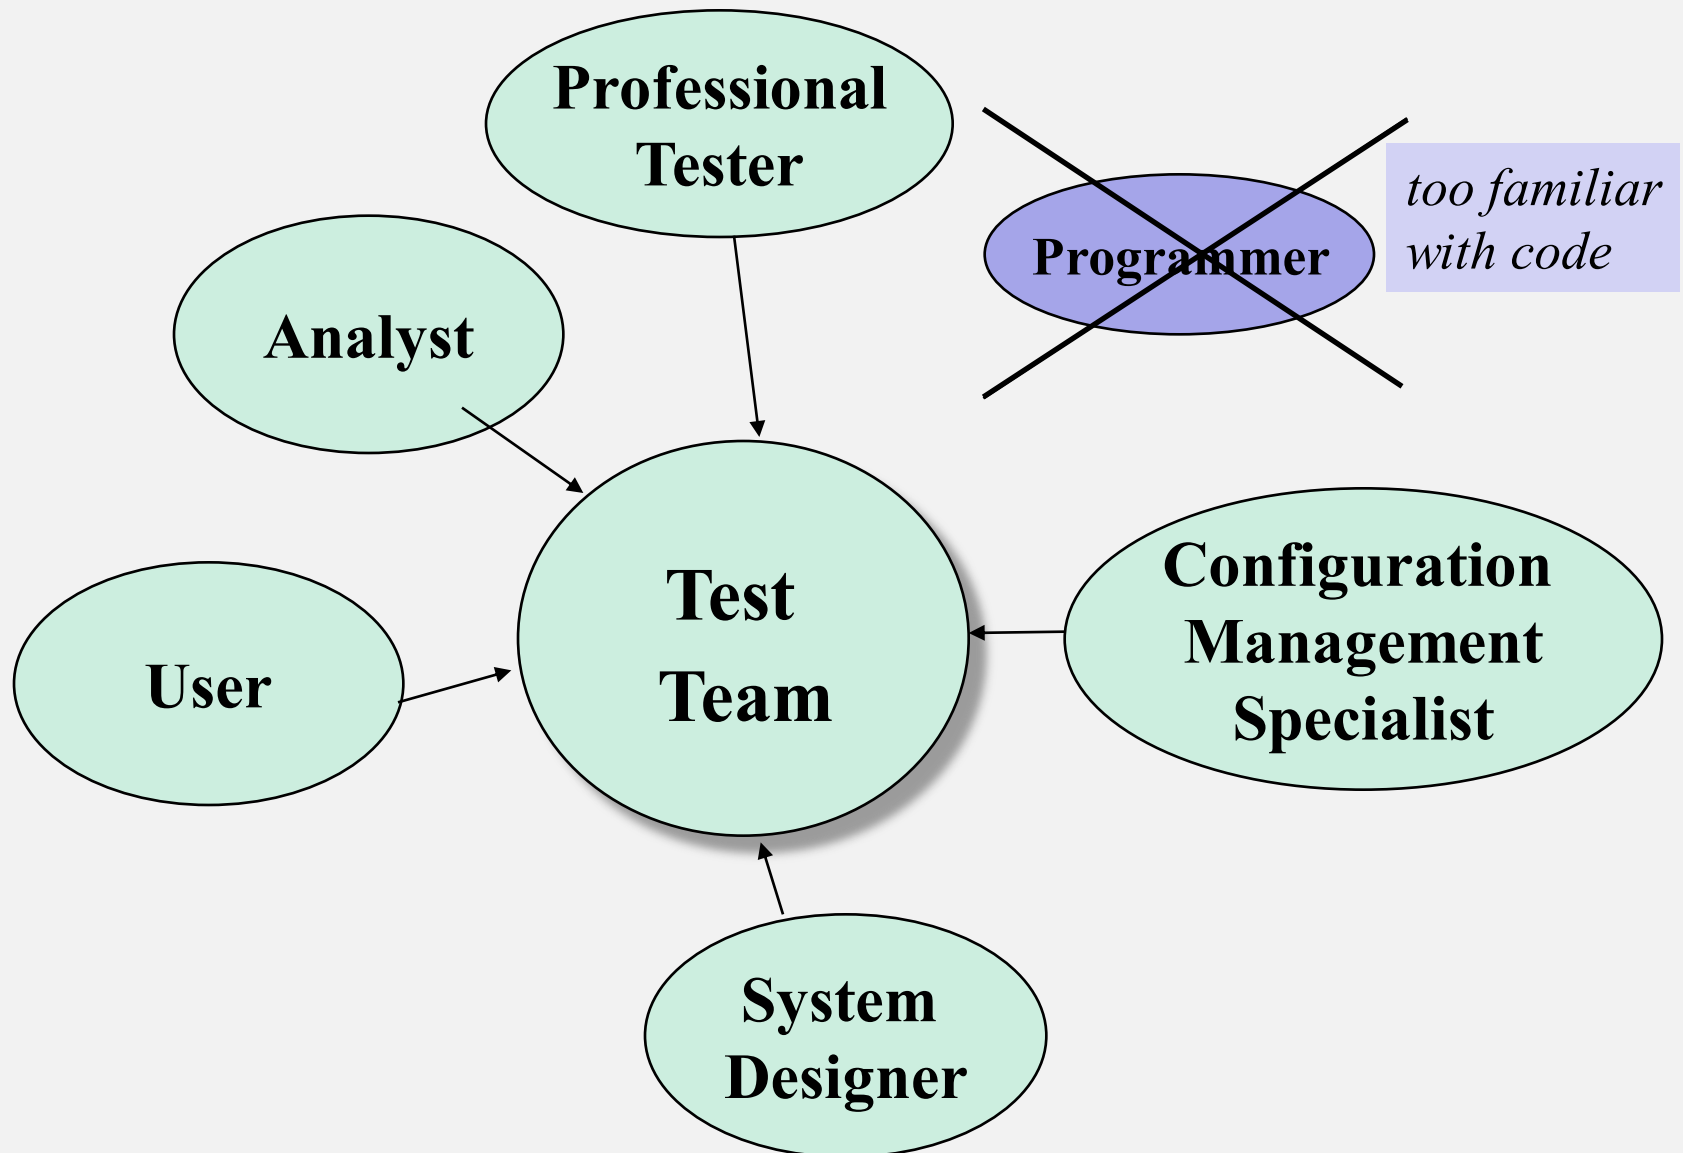 Professional
Tester
Programmer
too familiar
with code
Analyst
Test
Team
Configuration
Management
Specialist
User
System
Designer